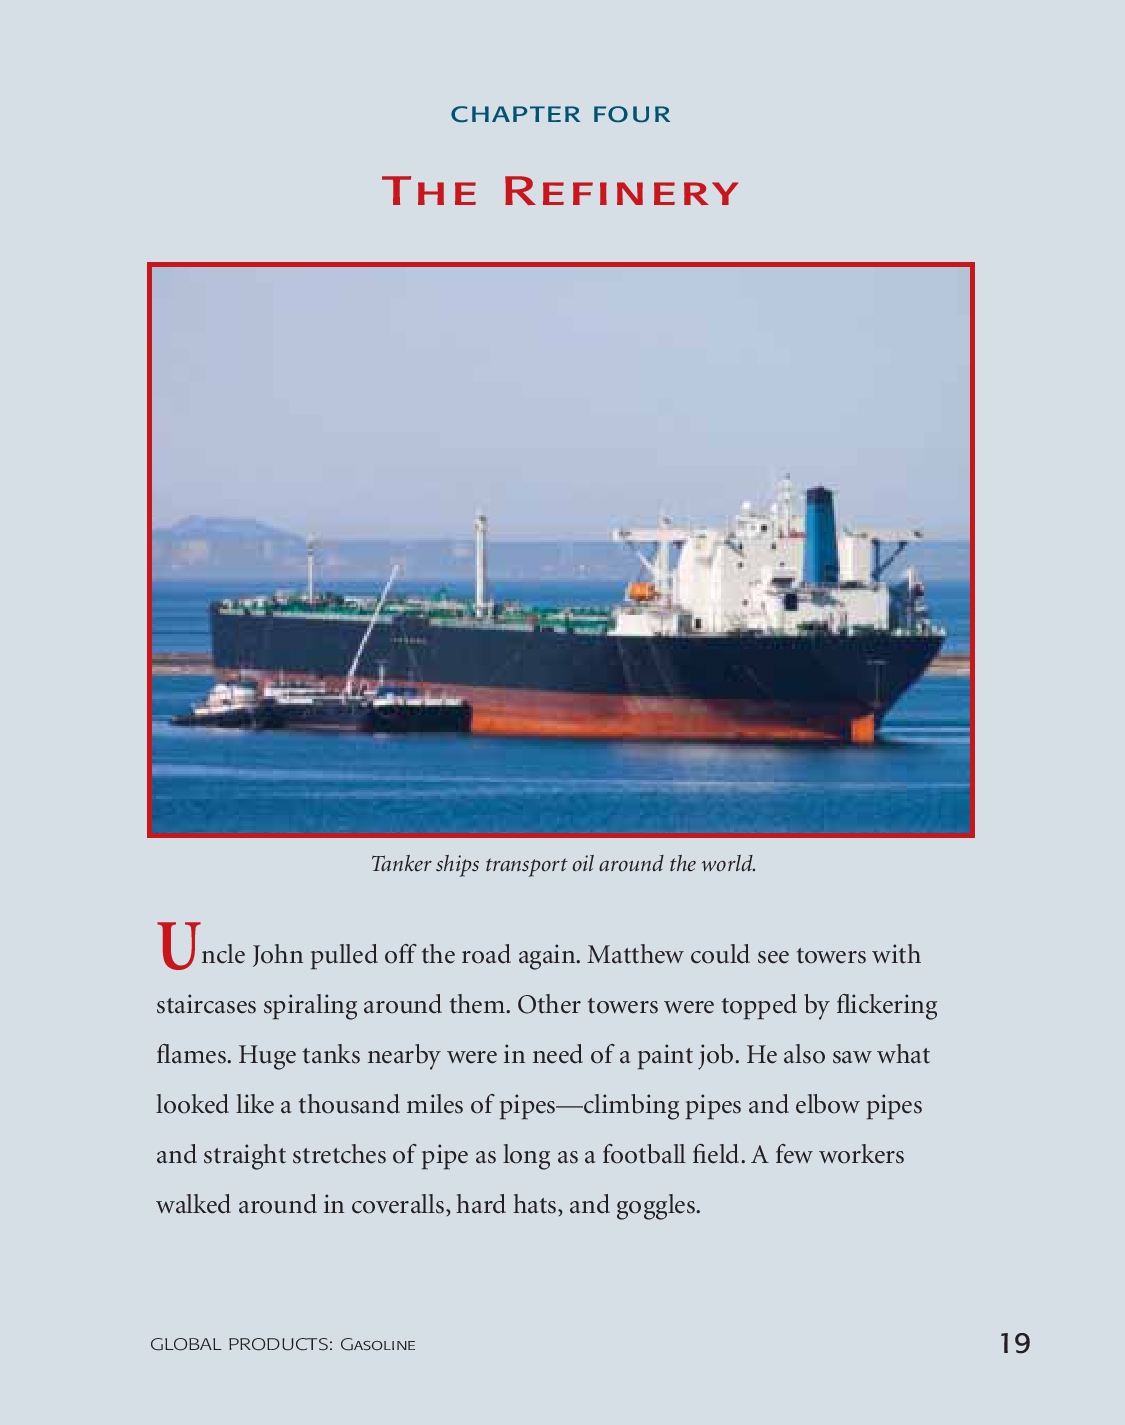 CHAPTER FOUR
THE REFINERY
Tanker ships transport oil around the world.
Uncle John pulled off the road again. Matthew could see towers with
staircases spiraling around them. Other towers were topped by flickering
flames. Huge tanks nearby were in need of a paint job. He also saw what
looked like a thousand miles of pipes—climbing pipes and elbow pipes
and straight stretches of pipe as long as a football field. A few workers
walked around in coveralls, hard hats, and goggles.
GLOBAL PRODUCTS: GASOLINE
19